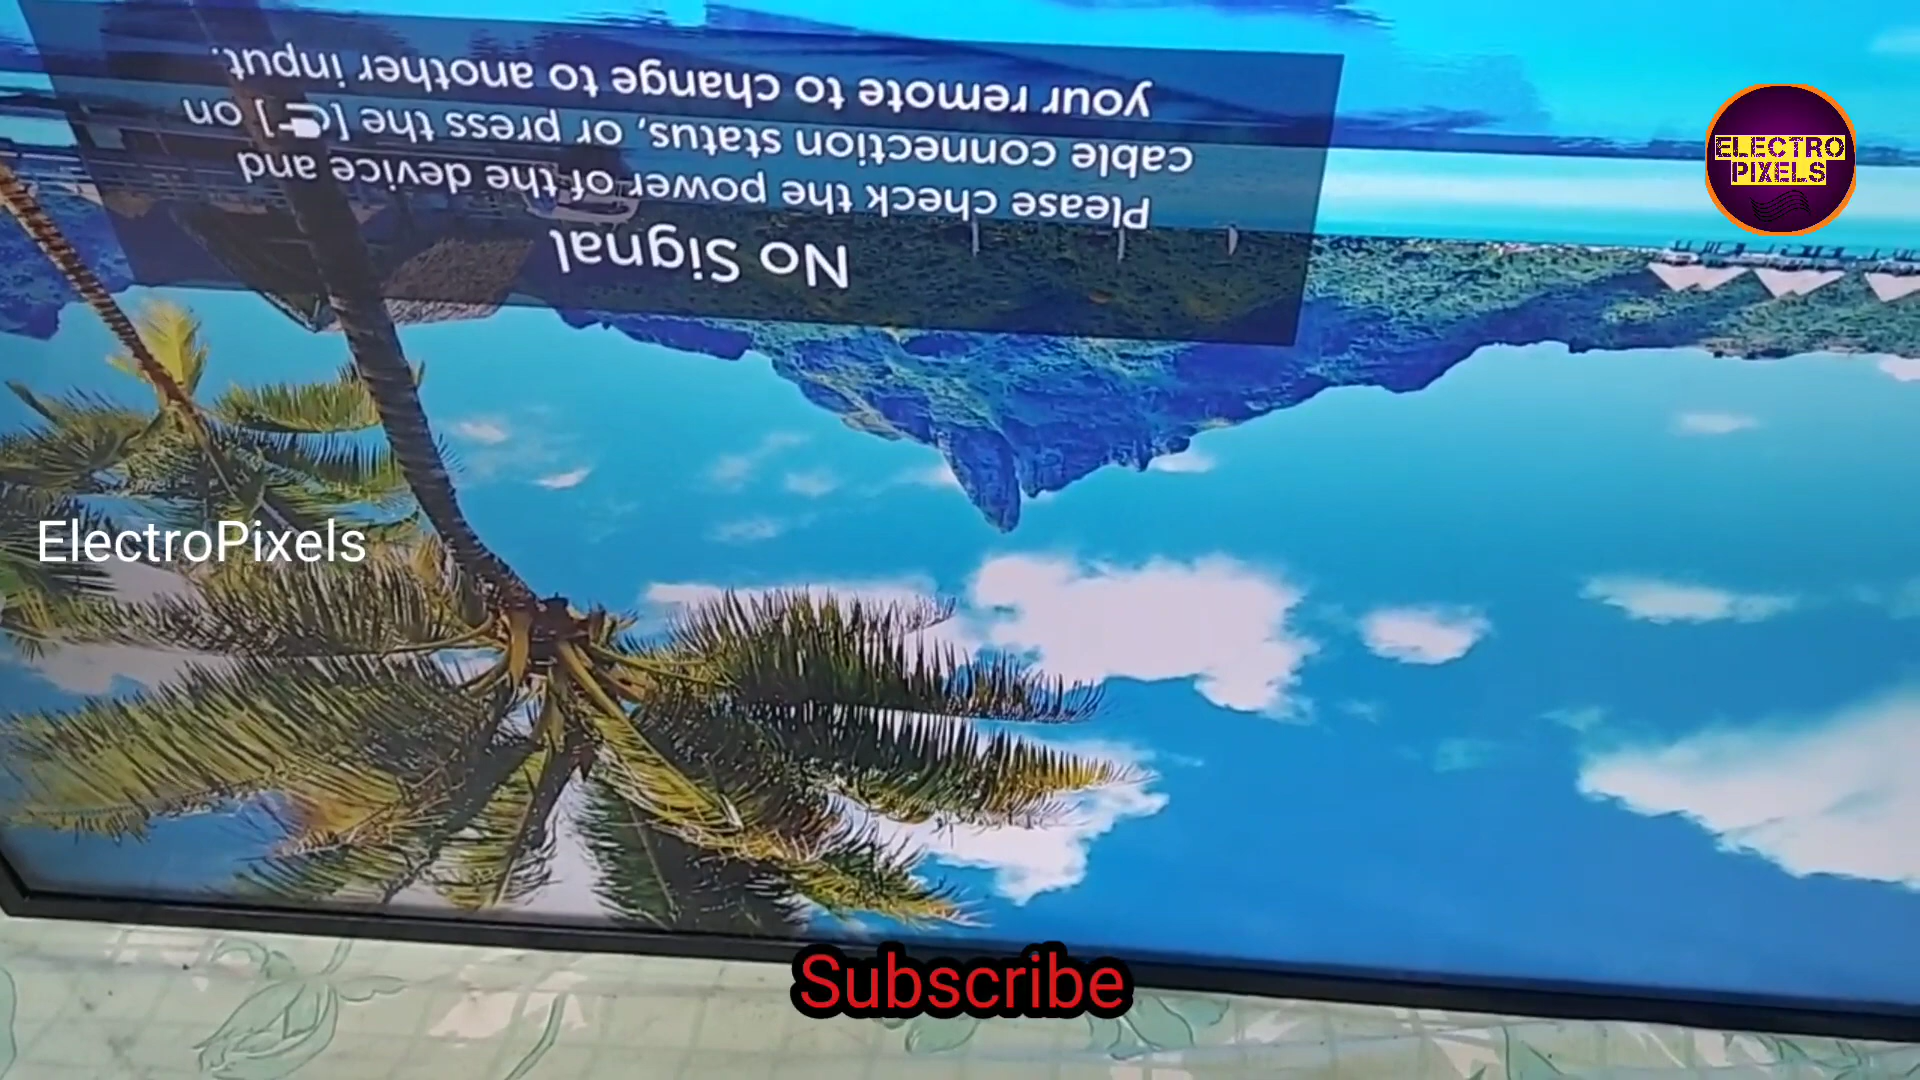 No Signal
Please check the power of the device and
cable connection status, or press the [ ] on
your remote to change to another input.
ELECTRO
PIXELS
ElectroPixels
Subscribe